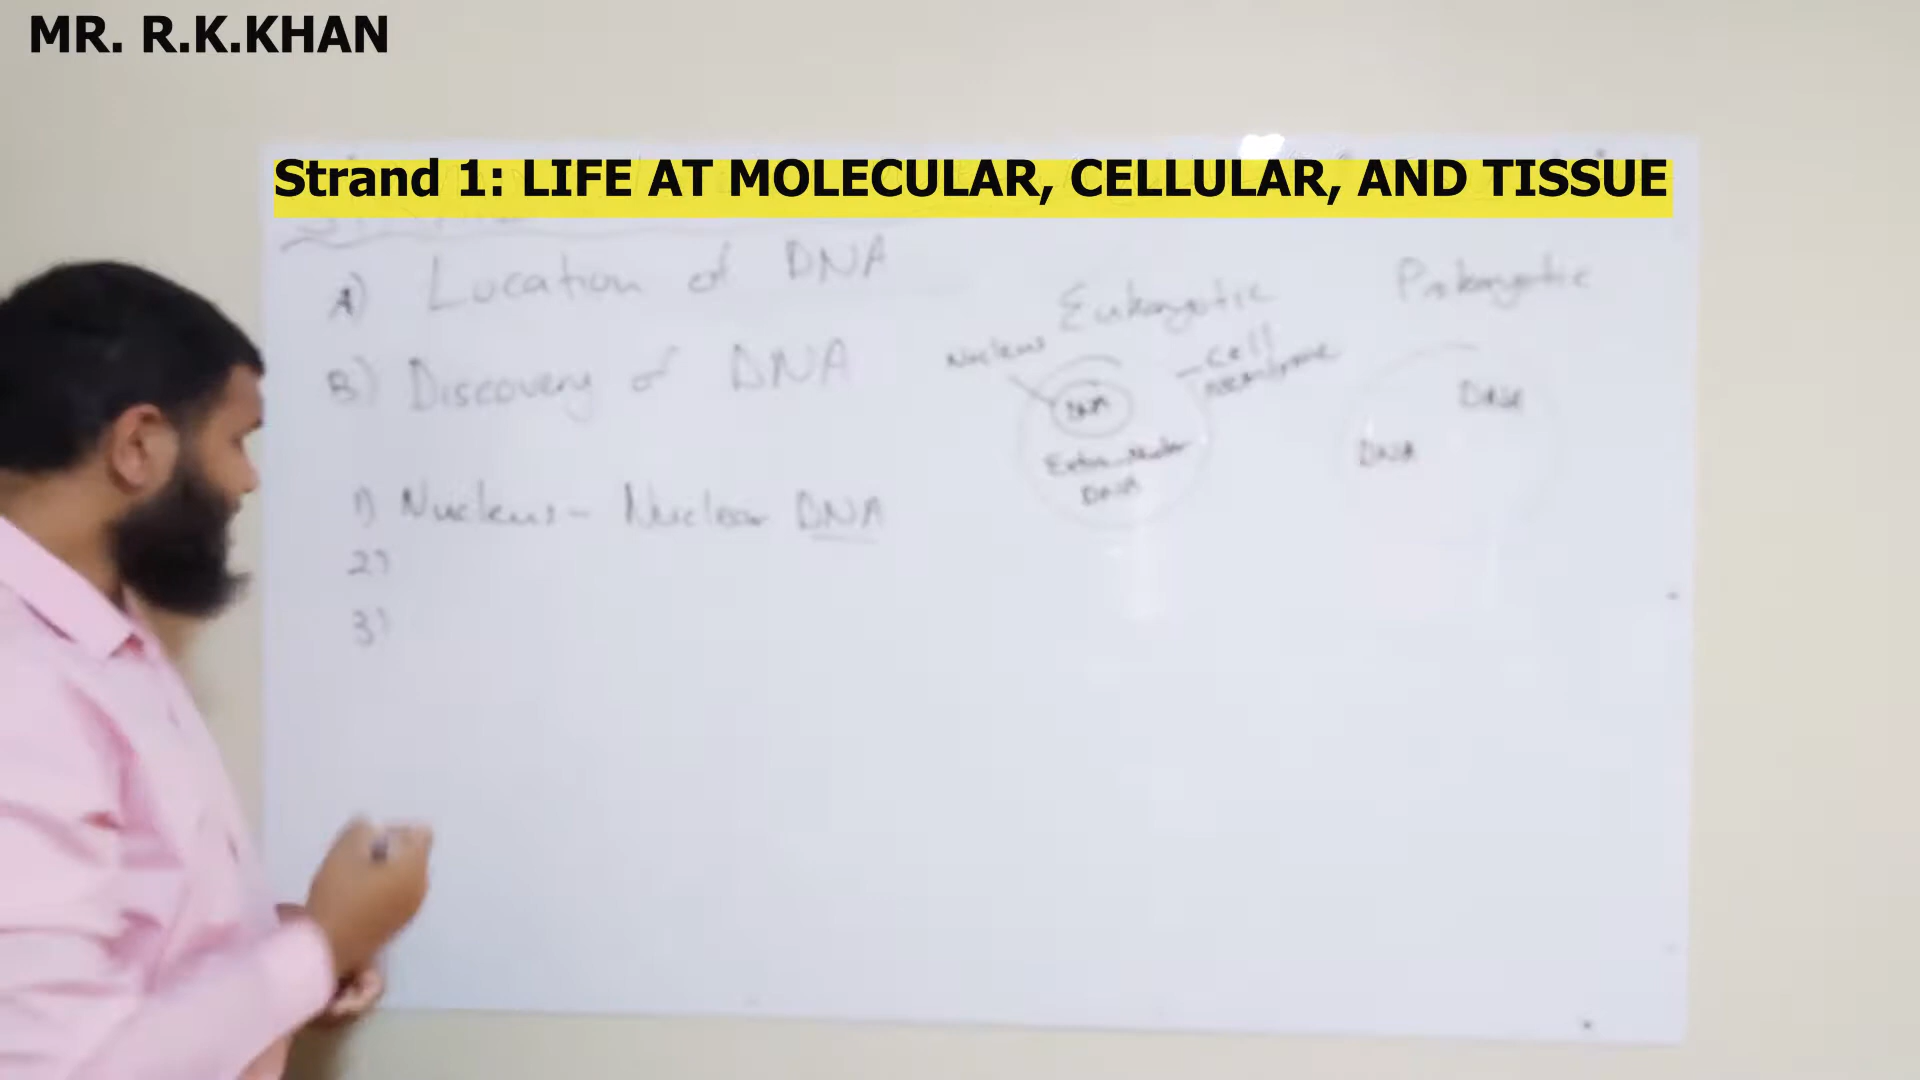 MR. R.K.KHAN
Strand 1: LIFE AT MOLECULAR, CELLULAR, AND TISSUE
A) Location of DNA
B) Discovery of DNA
1) Nucleus - Nuclear DNA
2)
3)
Eukaryotic
Nucleus
Cell
membrane
DNA
Extra-Nuclear
DNA
Prokaryotic
DNA
DNA